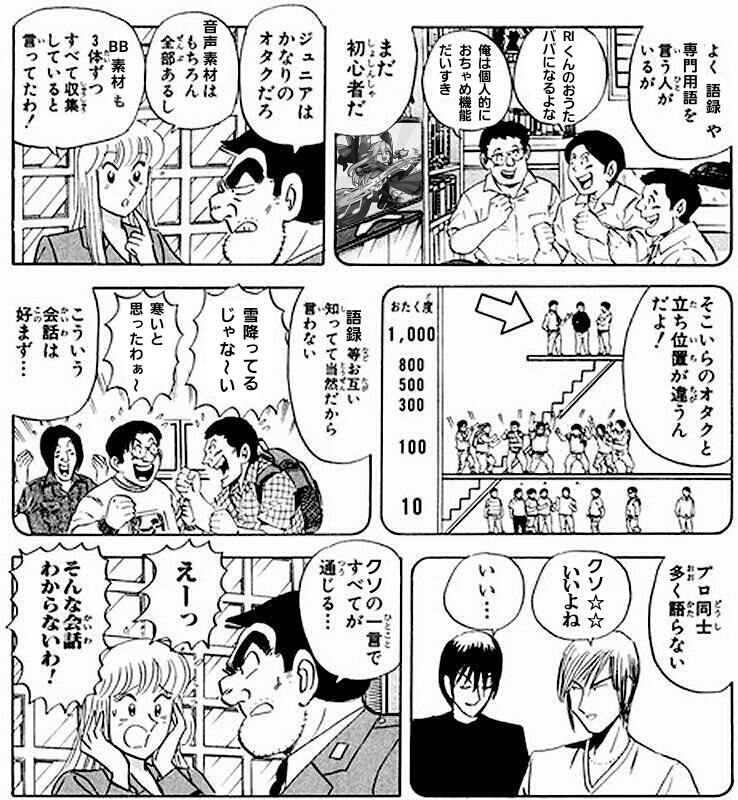 よく 語録 や
専門用語を
言う人が
いるが
RIくんのおうた
パパになるよな
俺は個人的に
おちゃめ機能
だいすき
まだ
初心者だ
ジュニアは
かなりの
オタクだろ
音声素材は
もちろん
全部あるし
BB素材 も
3体ずつ
すべて収集
していると
言ってたわ！
そこいらのオタクと
立ち位置が違うん
だよ！
おたく度
1,000
800
500
300
100
10
語録 等お互い
知ってて当然だから
言わない
雪降ってる
じゃな〜い
寒いと
思ったわぁ〜
こういう
会話は
好まず…
プロ同士
多く語らない
クソ☆☆
いいよね
いい…
クソの一言で
すべてが
通じる…
えーっ
そんな会話
わからないわ！